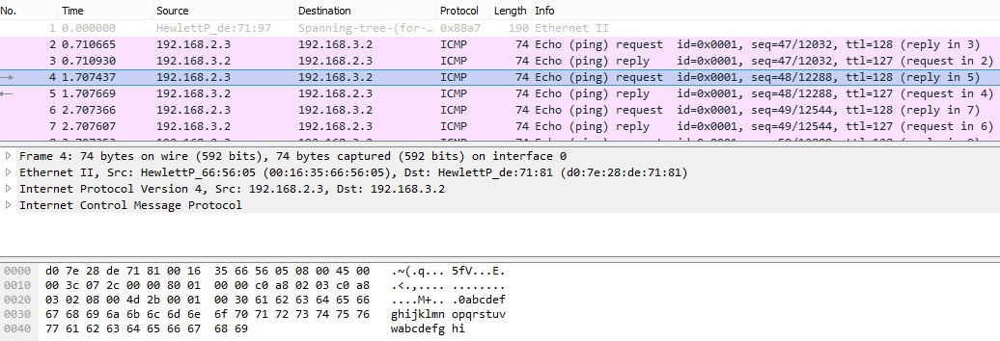 No. Time Source Destination Protocol Length Info
1 0.000000 HewlettP_de:71:97 Spanning-tree-(for-… 0x88a7 190 Ethernet II
2 0.710665 192.168.2.3 192.168.3.2 ICMP 74 Echo (ping) request id=0x0001, seq=47/12032, ttl=128 (reply in 3)
3 0.710930 192.168.3.2 192.168.2.3 ICMP 74 Echo (ping) reply id=0x0001, seq=47/12032, ttl=127 (request in 2)
4 1.707437 192.168.2.3 192.168.3.2 ICMP 74 Echo (ping) request id=0x0001, seq=48/12288, ttl=128 (reply in 5)
5 1.707669 192.168.3.2 192.168.2.3 ICMP 74 Echo (ping) reply id=0x0001, seq=48/12288, ttl=127 (request in 4)
6 2.707366 192.168.2.3 192.168.3.2 ICMP 74 Echo (ping) request id=0x0001, seq=49/12544, ttl=128 (reply in 7)
7 2.707607 192.168.3.2 192.168.2.3 ICMP 74 Echo (ping) reply id=0x0001, seq=49/12544, ttl=127 (request in 6)
Frame 4: 74 bytes on wire (592 bits), 74 bytes captured (592 bits) on interface 0
Ethernet II, Src: HewlettP_66:56:05 (00:16:35:66:56:05), Dst: HewlettP_de:71:81 (d0:7e:28:de:71:81)
Internet Protocol Version 4, Src: 192.168.2.3, Dst: 192.168.3.2
Internet Control Message Protocol
0000 d0 7e 28 de 71 81 00 16 35 66 56 05 08 00 45 00 .~(.q... 5fV...E.
0010 00 3c 07 2c 00 00 80 01 00 00 c0 a8 02 03 c0 a8 .<.,.... ........
0020 03 02 08 00 4d 2b 00 01 00 30 61 62 63 64 65 66 ....M+.. .0abcdef
0030 67 68 69 6a 6b 6c 6d 6e 6f 70 71 72 73 74 75 76 ghijklmn opqrstuv
0040 77 61 62 63 64 65 66 67 68 69 wabcdefg hi